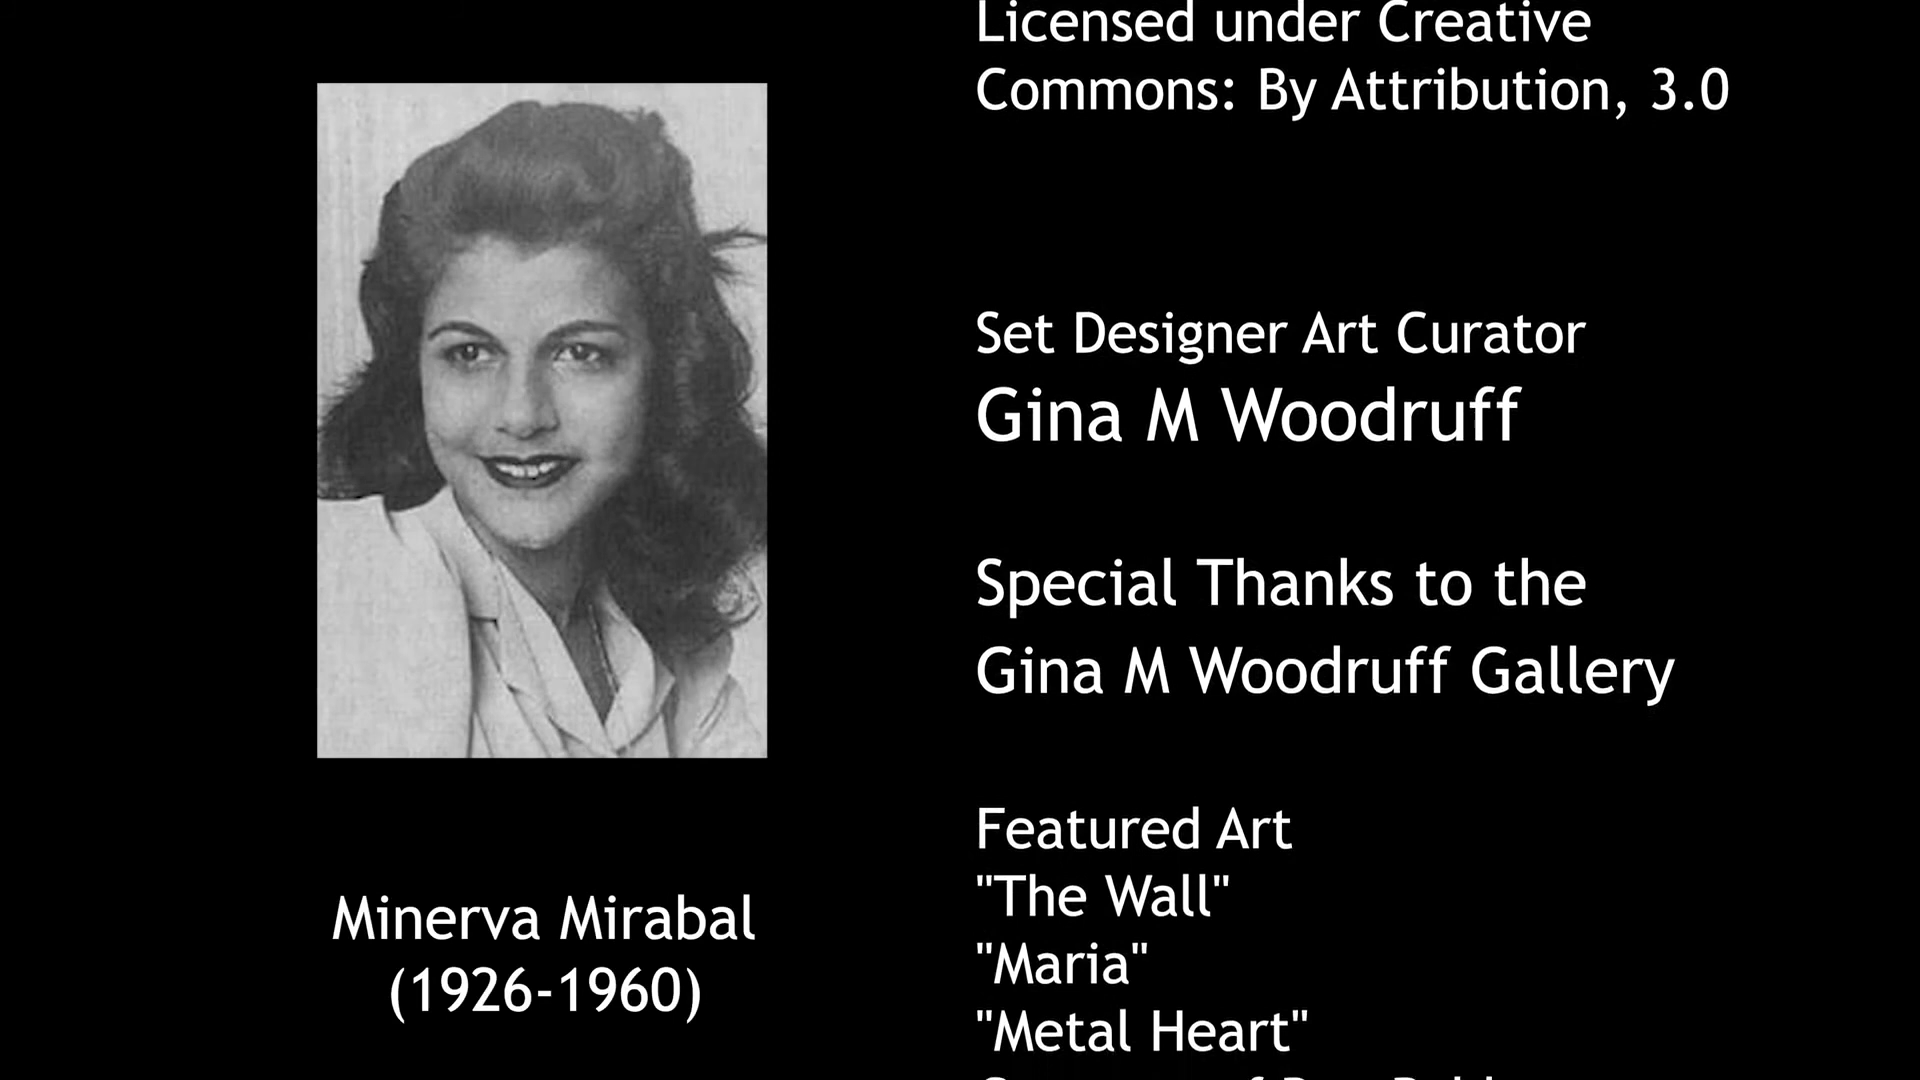 Licensed under Creative
Commons: By Attribution, 3.0
Set Designer Art Curator
Gina M Woodruff
Special Thanks to the
Gina M Woodruff Gallery
Featured Art
"The Wall"
"Maria"
"Metal Heart"
Minerva Mirabal
(1926-1960)